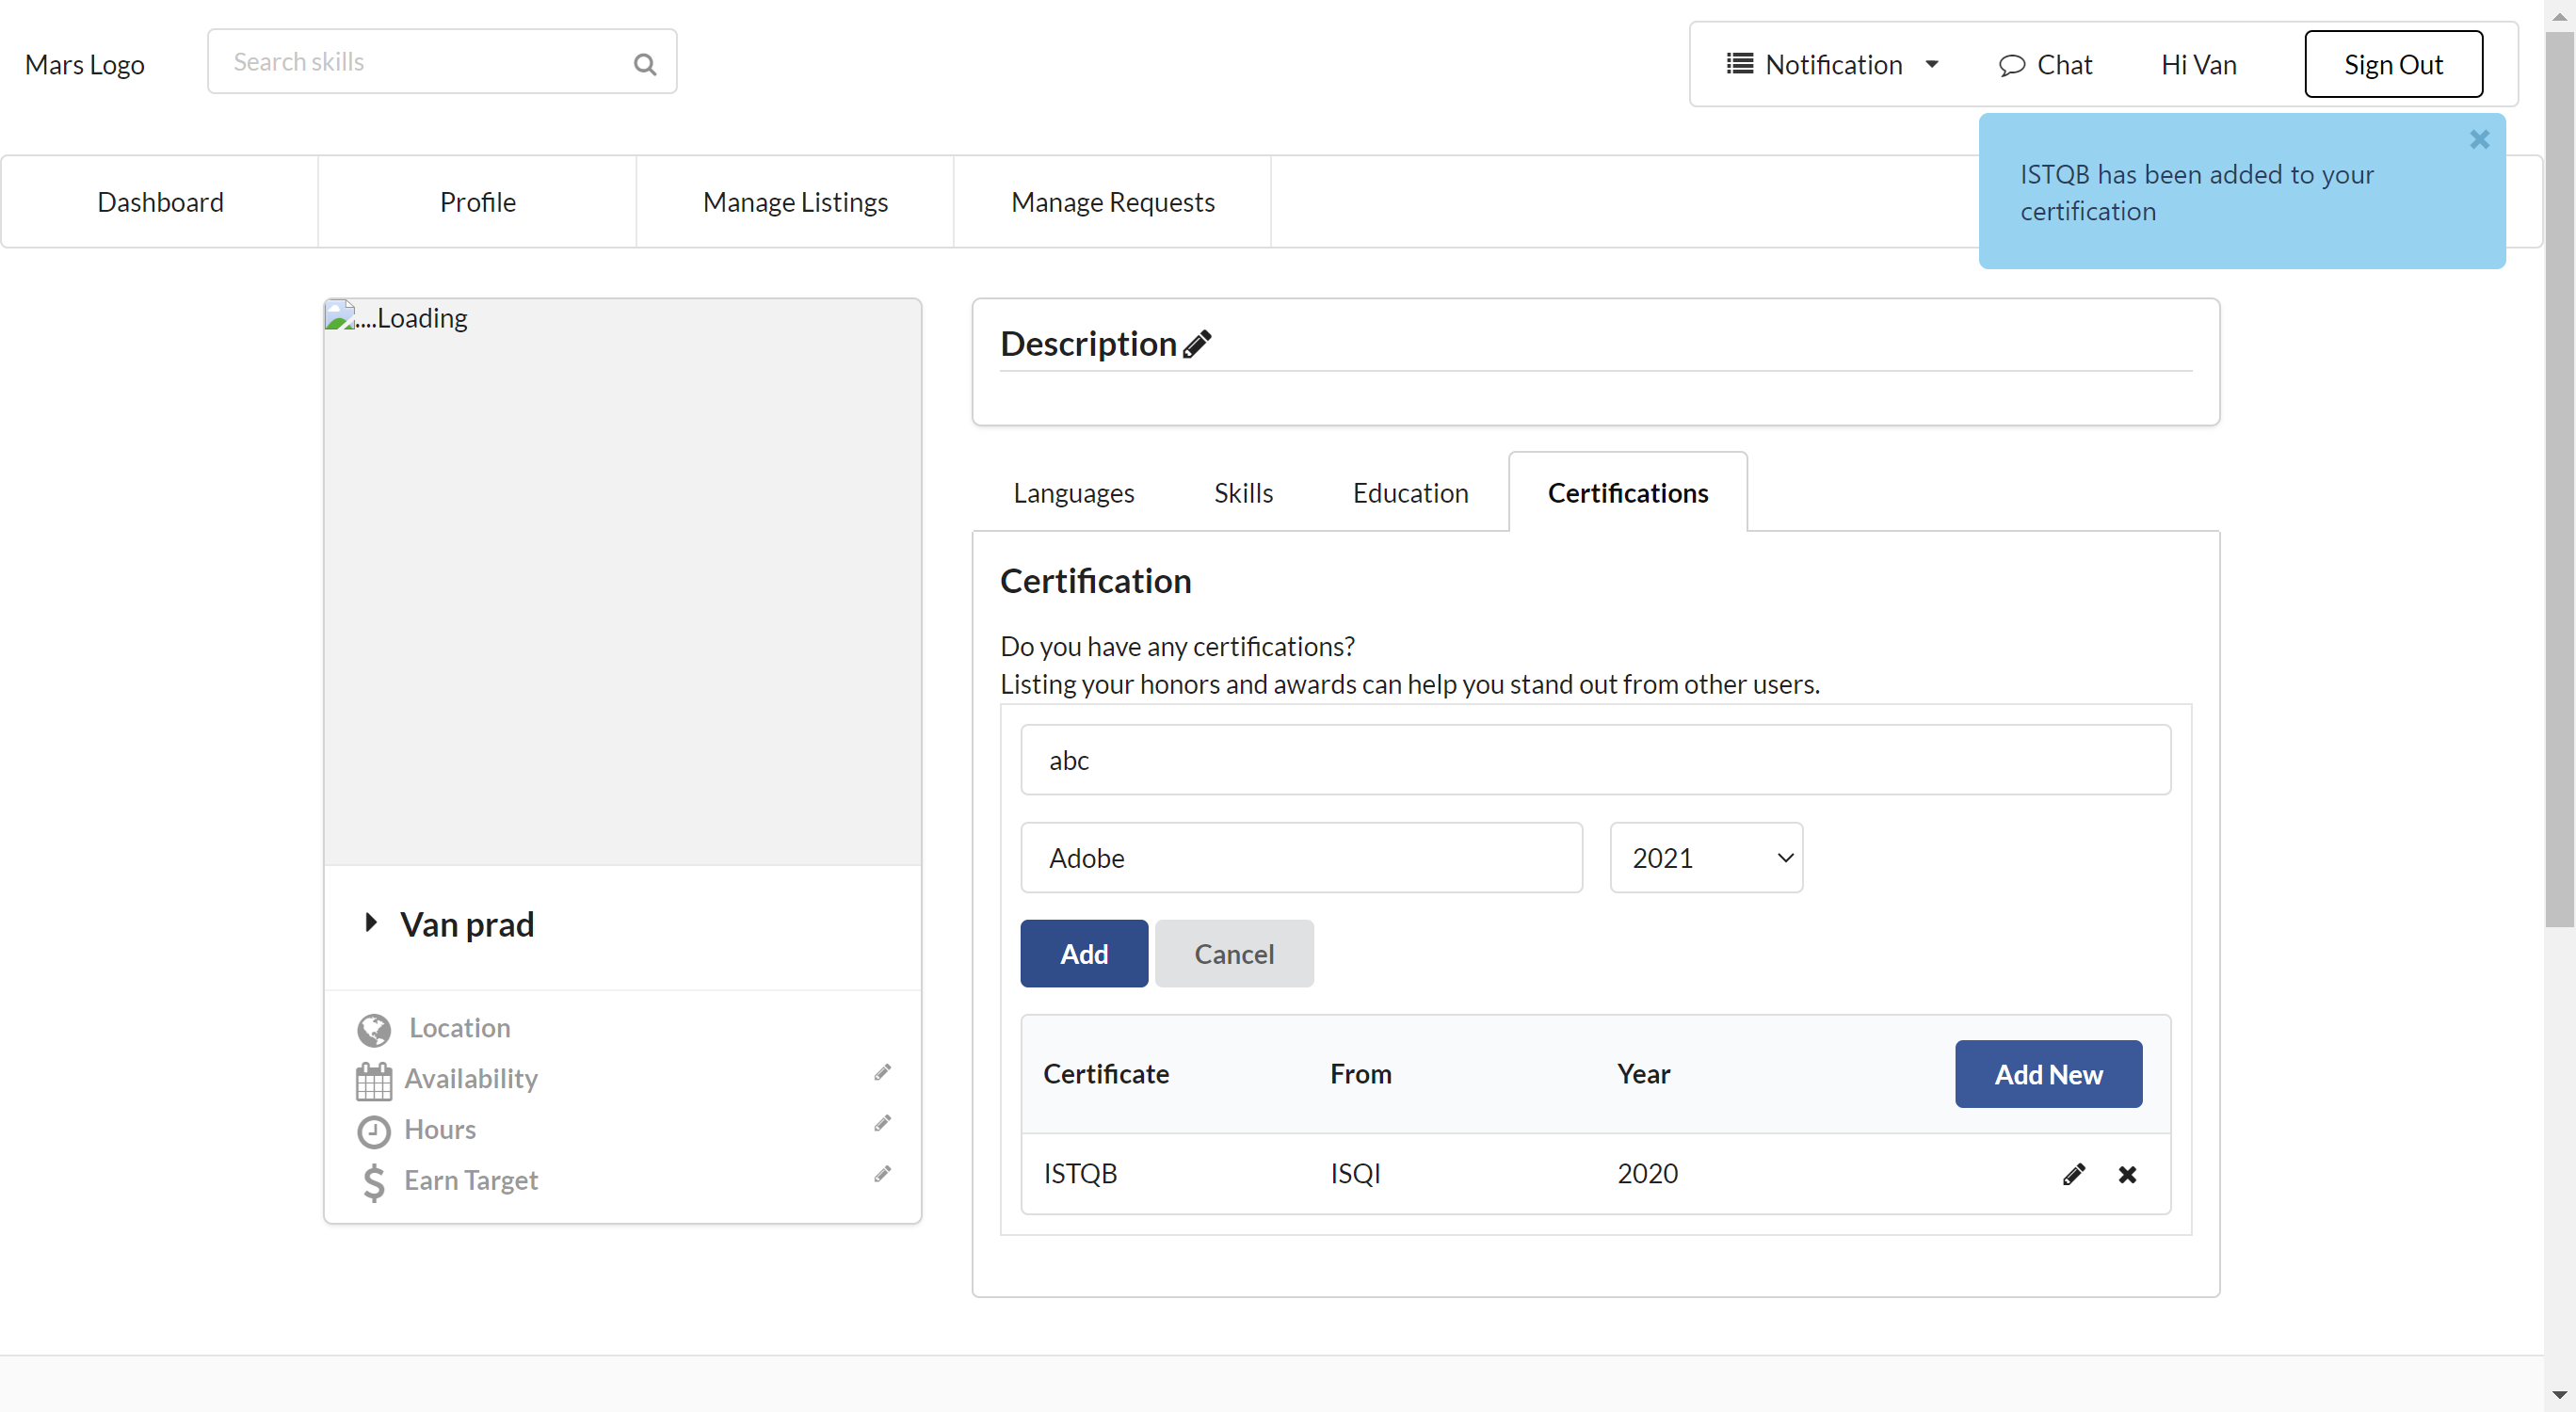 Mars Logo
Search skills
Notification
Chat
Hi Van
Sign Out
ISTQB has been added to your
certification
Dashboard
Profile
Manage Listings
Manage Requests
....Loading
Van prad
Location
Availability
Hours
Earn Target
Description
Languages
Skills
Education
Certifications
Certification
Do you have any certifications?
Listing your honors and awards can help you stand out from other users.
abc
Adobe
2021
Add
Cancel
Certificate
From
Year
Add New
ISTQB
ISQI
2020